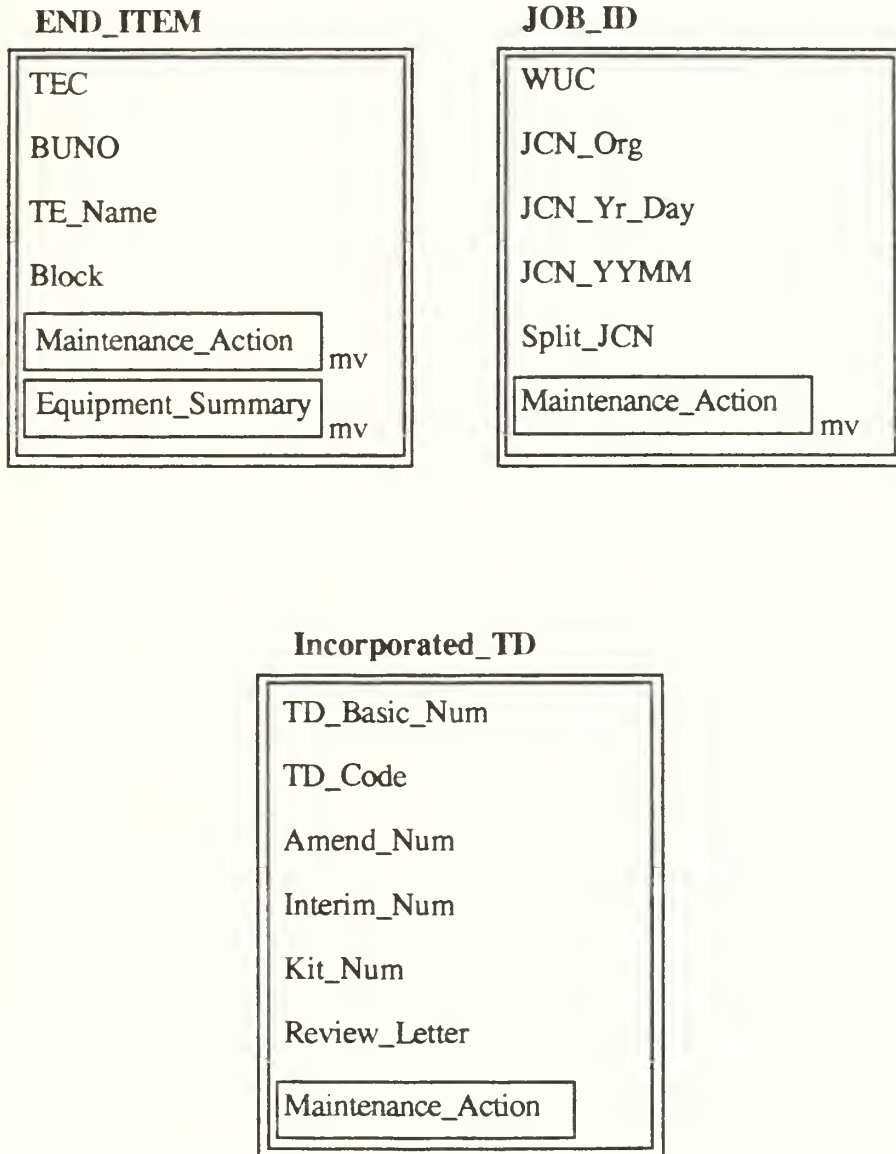 END_ITEM
TEC
BUNO
TE_Name
Block
Maintenance_Action
mv
Equipment_Summary
mv
JOB_ID
WUC
JCN_Org
JCN_Yr_Day
JCN_YYMM
Split_JCN
Maintenance_Action
mv
Incorporated_TD
TD_Basic_Num
TD_Code
Amend_Num
Interim_Num
Kit_Num
Review_Letter
Maintenance_Action